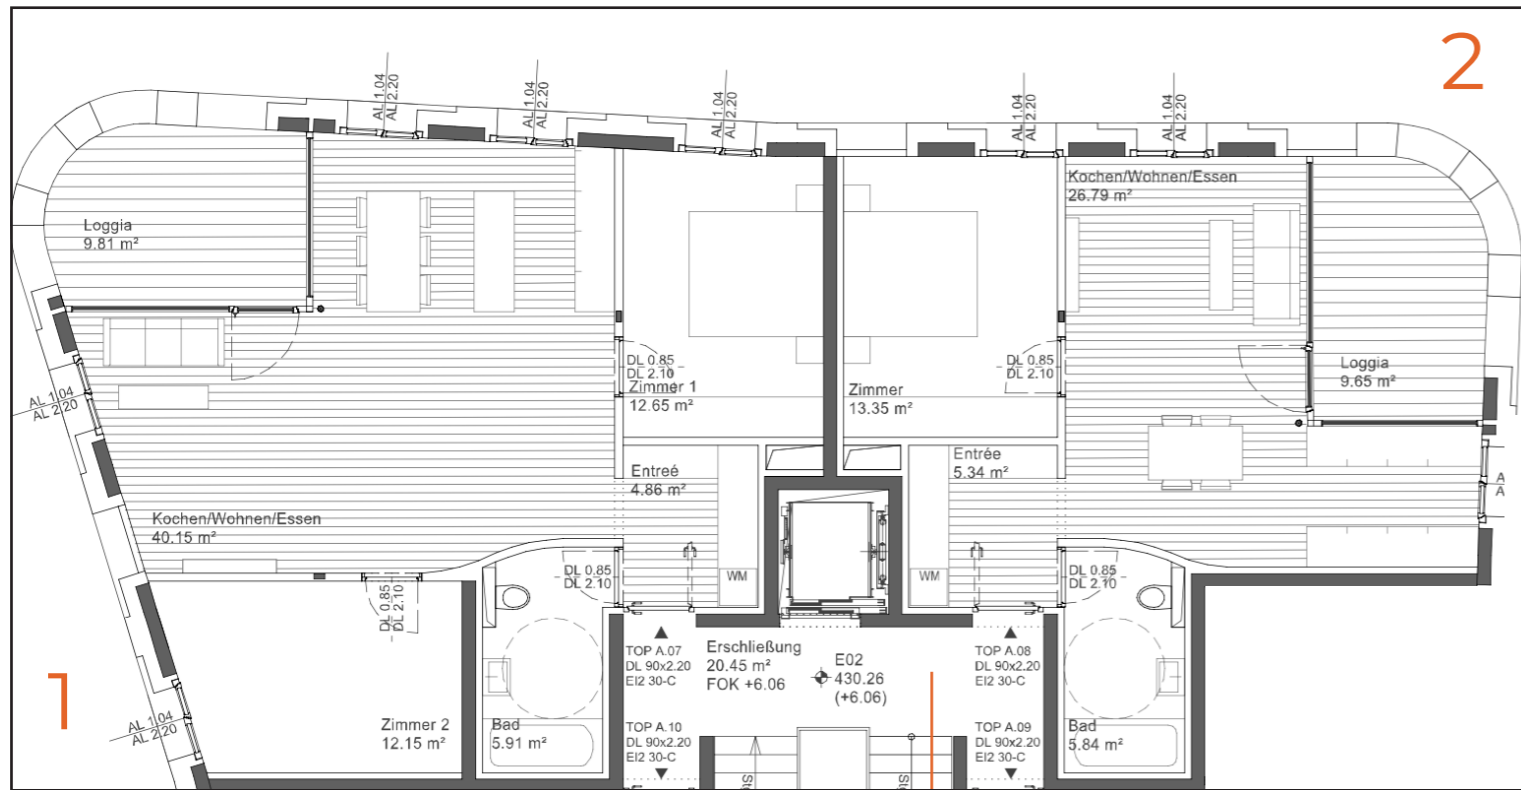 2
AL 1.04
AL 2.20
AL 1.04
AL 2.20
AL 1.04
AL 2.20
AL 1.04
AL 2.20
AL 1.04
AL 2.20
Loggia
9.81 m²
Kochen/Wohnen/Essen
26.79 m²
DL 0.85
DL 2.10
Zimmer 1
12.65 m²
Zimmer
13.35 m²
DL 0.85
DL 2.10
Loggia
9.65 m²
AL 1.04
AL 2.20
Entreé
4.86 m²
Entrée
5.34 m²
A
A
Kochen/Wohnen/Essen
40.15 m²
DL 0.85
DL 2.10
WM
WM
DL 0.85
DL 2.10
DL 0.85
DL 2.10
TOP A.07
DL 90x2.20
EI2 30-C
Erschließung
20.45 m²
FOK +6.06
E02
430.26
(+6.06)
TOP A.08
DL 90x2.20
EI2 30-C
1
AL 1.04
AL 2.20
Zimmer 2
12.15 m²
Bad
5.91 m²
TOP A.10
DL 90x2.20
EI2 30-C
TOP A.09
DL 90x2.20
EI2 30-C
Bad
5.84 m²